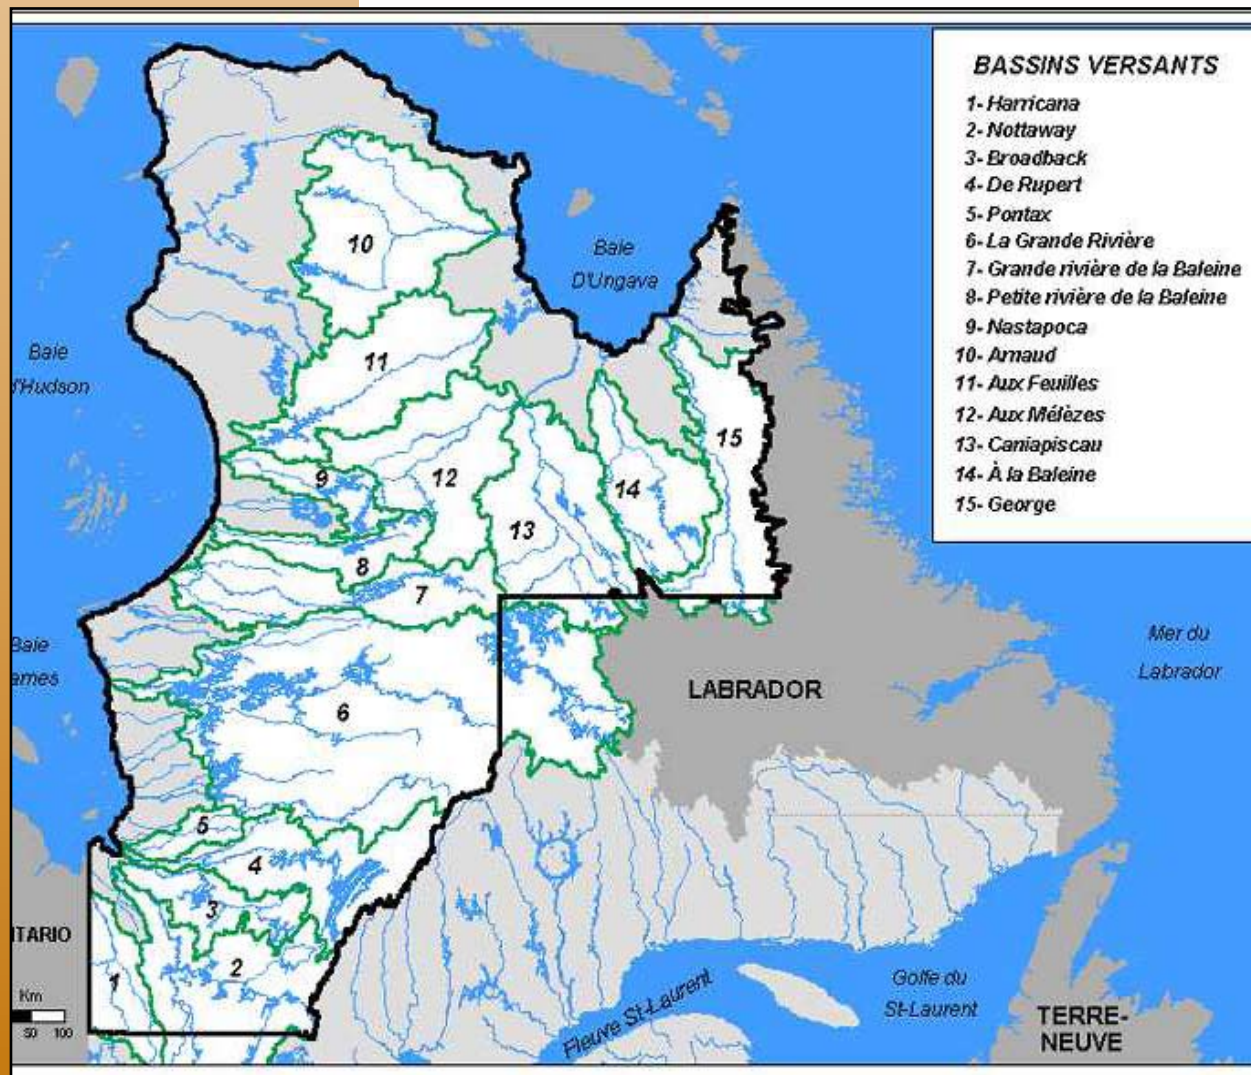 BASSINS VERSANTS
1- Harricana
2- Nottaway
3- Broadback
4- De Rupert
5- Pontax
6- La Grande Rivière
7- Grande rivière de la Baleine
8- Petite rivière de la Baleine
9- Nastapoca
10- Arnaud
11- Aux Feuilles
12- Aux Mélèzes
13- Caniapiscau
14- À la Baleine
15- George
10
Baie
D'Ungava
Baie
d'Hudson
11
15
9
12
14
13
8
7
Baie
ames
Mer du
Labrador
LABRADOR
6
5
4
3
ITARIO
2
1
Km
50 100
Golfe du
St-Laurent
Fleuve St-Laurent
TERRE-
NEUVE